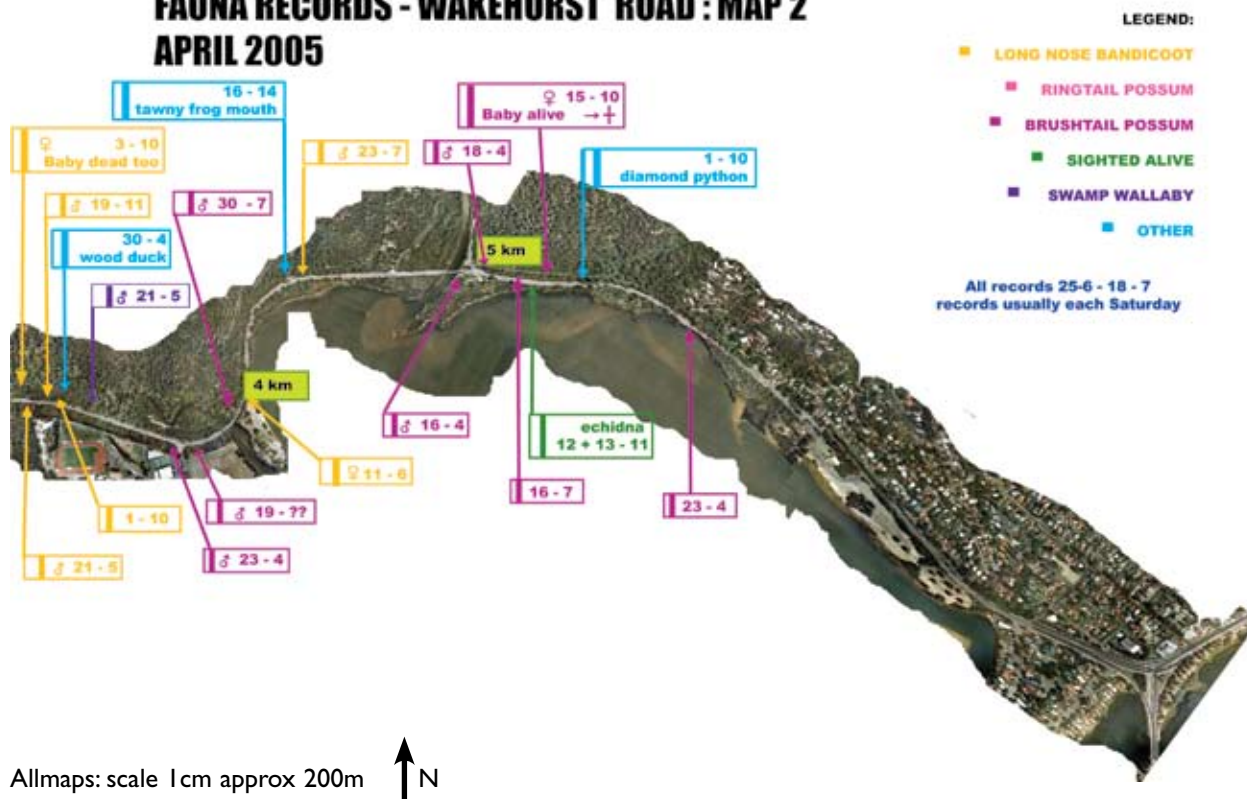 FAUNA RECORDS - WAKEHURST ROAD : MAP 2
APRIL 2005
LEGEND:
LONG NOSE BANDICOOT
RINGTAIL POSSUM
BRUSHTAIL POSSUM
SIGHTED ALIVE
SWAMP WALLABY
OTHER
All records 25-6 - 18 - 7
records usually each Saturday
16 - 14
tawny frog mouth
♀ 15 - 10
Baby alive → ┼
♀ 3 - 10
Baby dead too
♂ 23 - 7
♂ 18 - 4
1 - 10
diamond python
♂ 19 - 11
♂ 30 - 7
30 - 4
wood duck
5 km
♂ 21 - 5
4 km
♂ 16 - 4
echidna
12 + 13 - 11
♀ 11 - 6
16 - 7
23 - 4
1 - 10
♂ 19 - ??
♂ 23 - 4
♂ 21 - 5
Allmaps: scale 1cm approx 200m
N